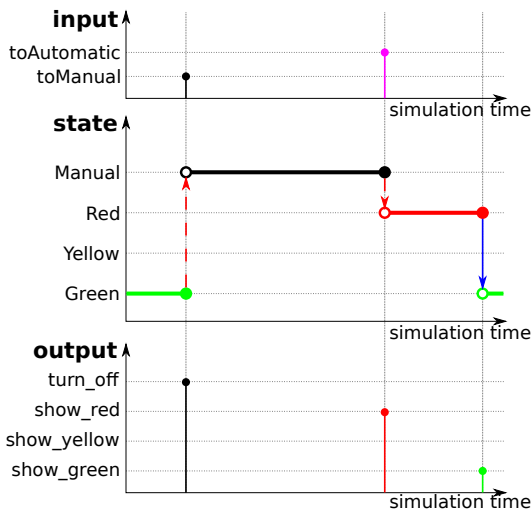 input
toAutomatic
toManual
simulation time
state
Manual
Red
Yellow
Green
simulation time
output
turn_off
show_red
show_yellow
show_green
simulation time